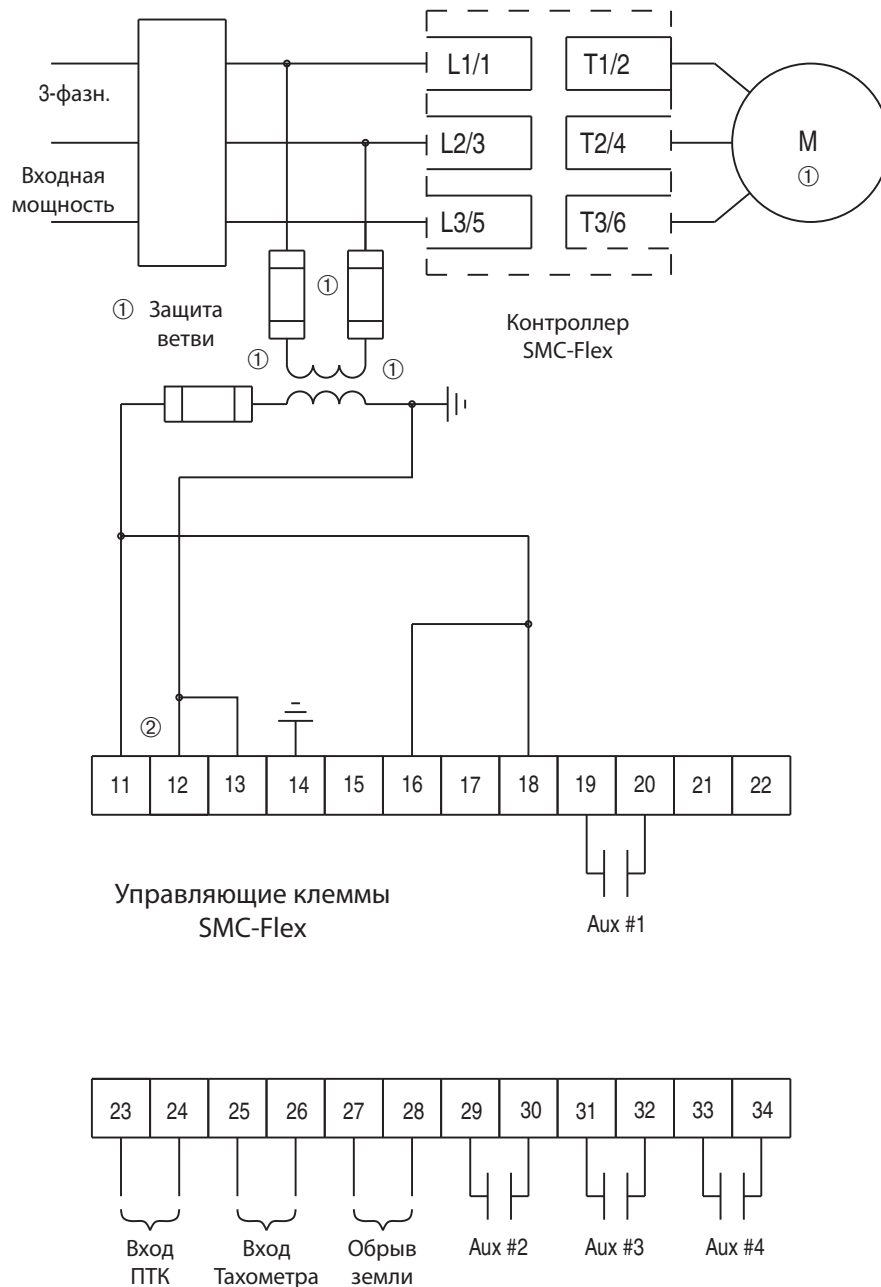 3-фазн.
Входная
мощность
L1/1
T1/2
L2/3
T2/4
L3/5
T3/6
M
①
①
① Защита
ветви
Контроллер
SMC-Flex
①
①
②
11 12 13 14 15 16 17 18 19 20 21 22
Управляющие клеммы
SMC-Flex
Aux #1
23 24 25 26 27 28 29 30 31 32 33 34
Вход
ПТК
Вход
Тахометра
Обрыв
земли
Aux #2
Aux #3
Aux #4